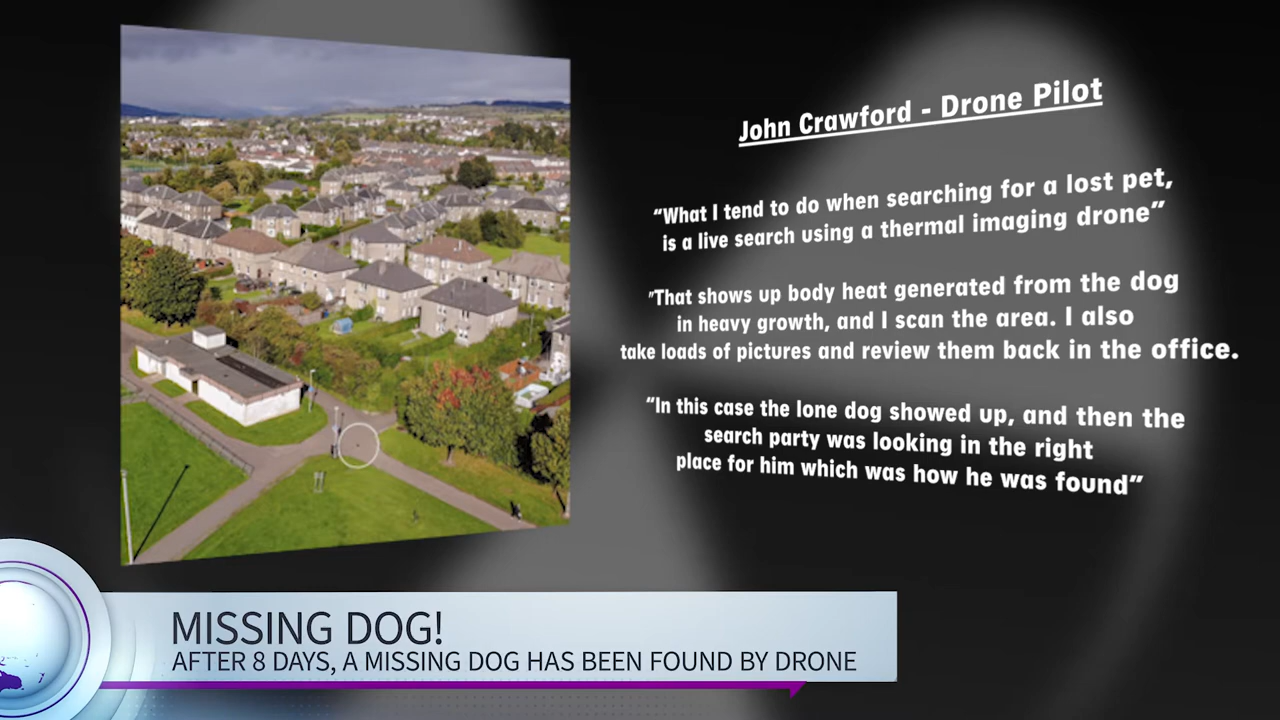 John Crawford - Drone Pilot
“What I tend to do when searching for a lost pet,
is a live search using a thermal imaging drone”
”That shows up body heat generated from the dog
in heavy growth, and I scan the area. I also
take loads of pictures and review them back in the office.
“In this case the lone dog showed up, and then the
search party was looking in the right
place for him which was how he was found”
MISSING DOG!
AFTER 8 DAYS, A MISSING DOG HAS BEEN FOUND BY DRONE